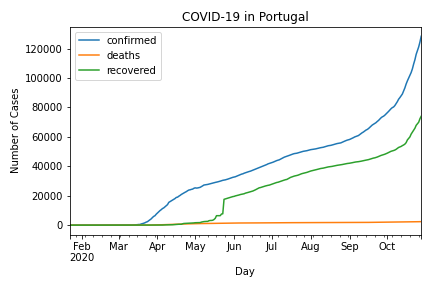 COVID-19 in Portugal
confirmed
deaths
recovered
Number of Cases
120000
100000
80000
60000
40000
20000
0
Feb Mar Apr May Jun Jul Aug Sep Oct
2020
Day